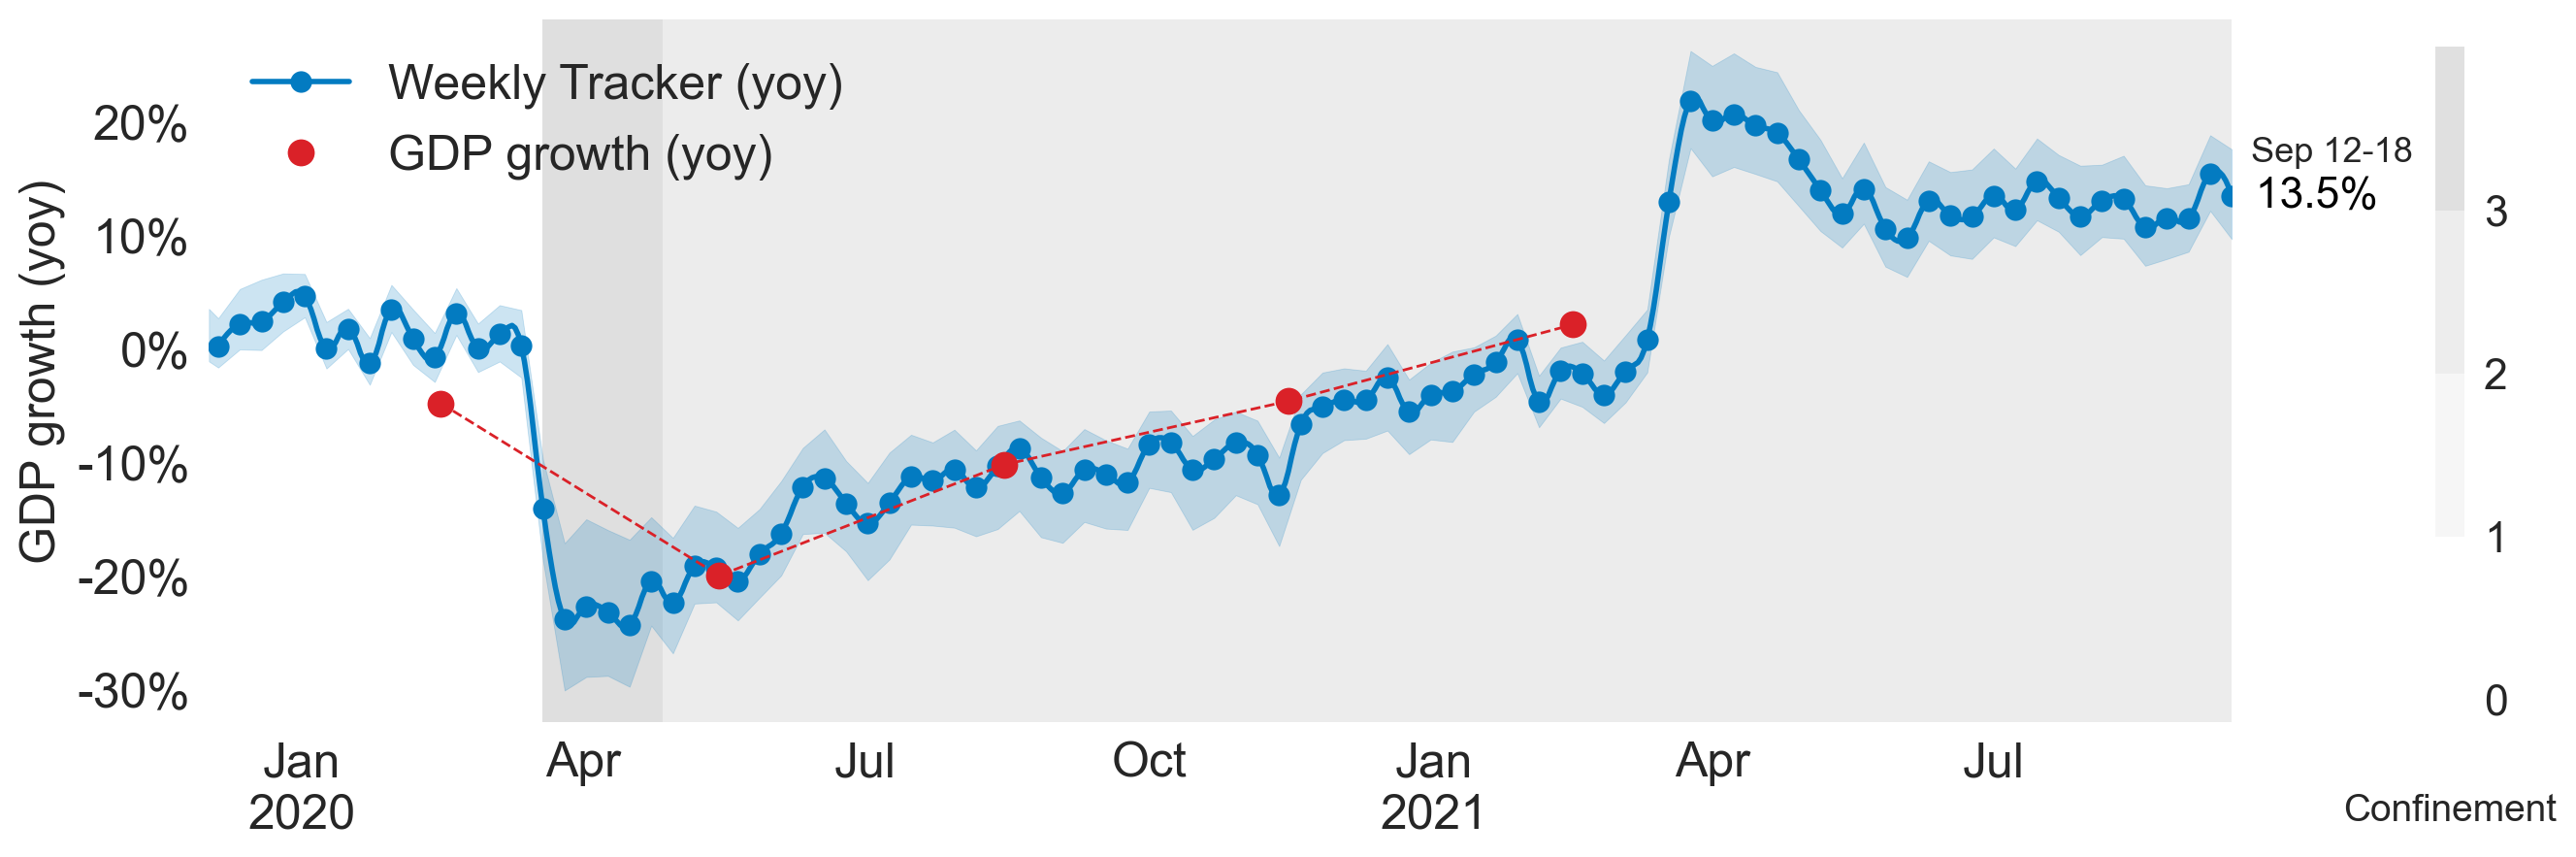 Weekly Tracker (yoy)
GDP growth (yoy)
GDP growth (yoy)
20%
10%
0%
-10%
-20%
-30%
Jan
2020
Apr
Jul
Oct
Jan
2021
Apr
Jul
Sep 12-18
13.5%
3
2
1
0
Confinement